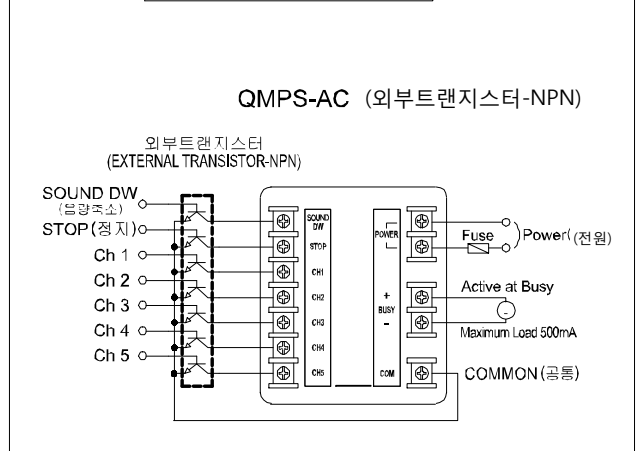 QMPS-AC (외부트랜지스터-NPN)
외부트랜지스터
(EXTERNAL TRANSISTOR-NPN)
SOUND DW
(음량축소)
STOP(정지)
Ch 1
Ch 2
Ch 3
Ch 4
Ch 5
SOUND
DW
STOP
CH1
CH2
CH3
CH4
CH5
POWER
+
BUSY
-
COM
Fuse
Power(전원)
Active at Busy
-
Maximum Load 500mA
COMMON(공통)